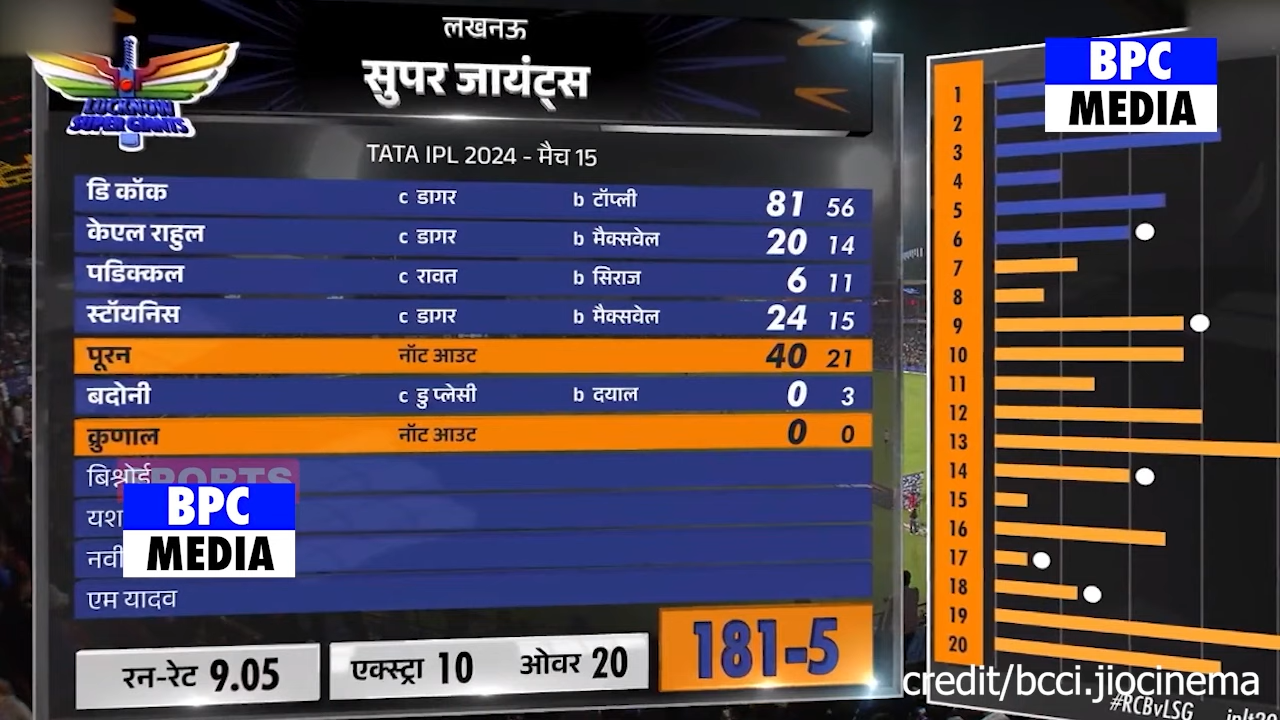 लखनऊ
सुपर जायंट्स
LUCKNOW
SUPER GIANTS
TATA IPL 2024 - मैच 15
डि कॉक c डागर b टॉप्ली 81 56
केएल राहुल c डागर b मैक्सवेल 20 14
पडिक्कल c रावत b सिराज 6 11
स्टॉयनिस c डागर b मैक्सवेल 24 15
पूरन नॉट आउट 40 21
बदोनी c डु प्लेसी b दयाल 0 3
क्रुणाल नॉट आउट 0 0
बिश्नोई
SPORTS
BPC
MEDIA
एम यादव
रन-रेट 9.05 एक्स्ट्रा 10 ओवर 20 181-5
BPC
MEDIA
1
2
3
4
5
6
7
8
9
10
11
12
13
14
15
16
17
18
19
20
credit/bcci.jiocinema
#RCBvLSG